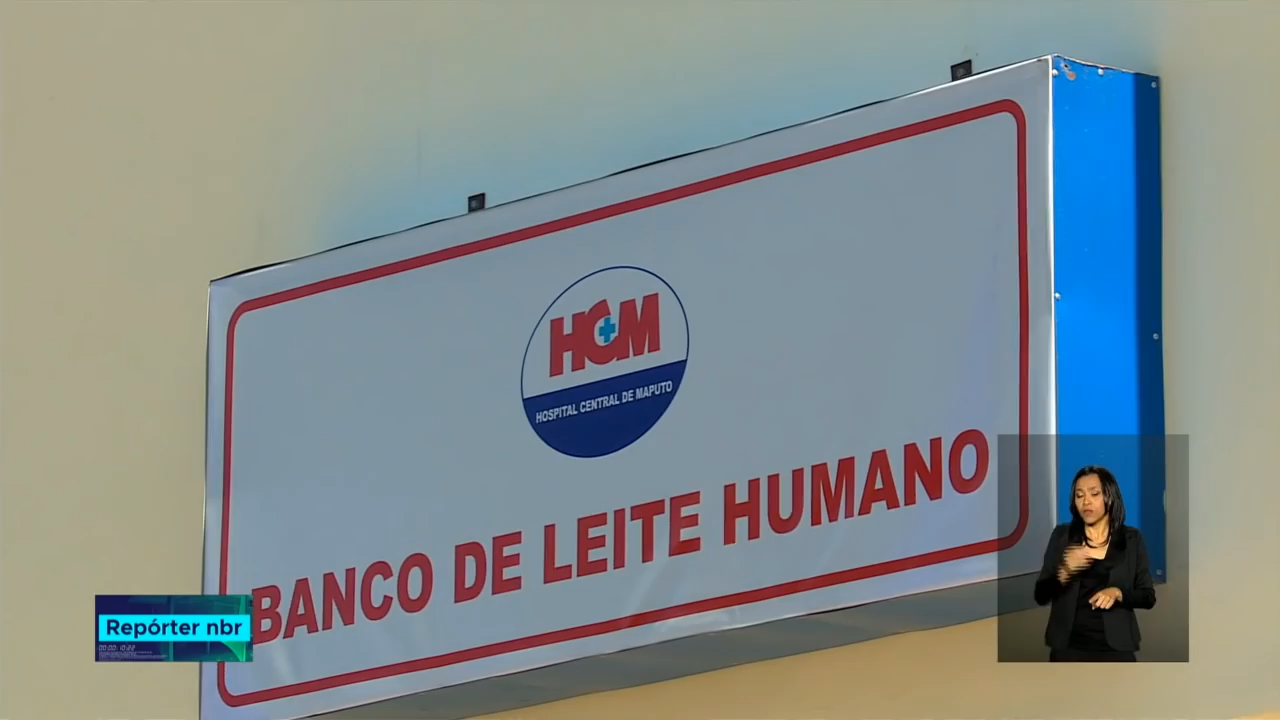 HCM
HOSPITAL CENTRAL DE MAPUTO
BANCO DE LEITE HUMANO
Repórter nbr